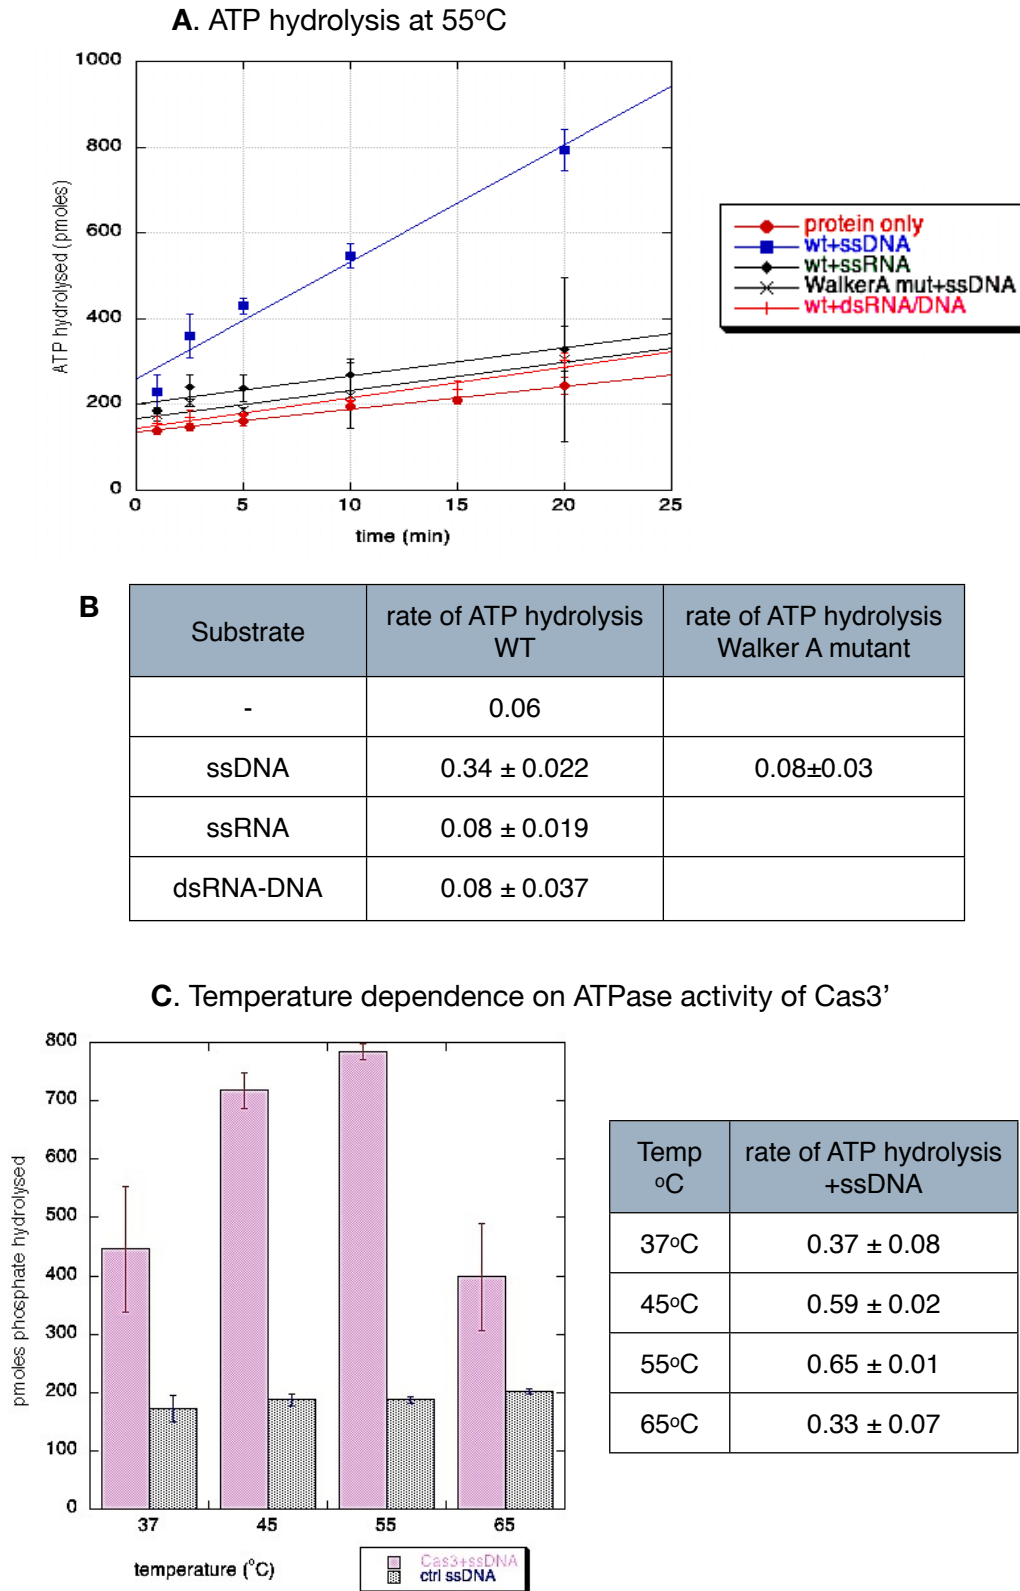 A. ATP hydrolysis at 55ºC
1000
800
600
400
200
0
ATP hydrolysed (pmoles)
0 5 10 15 20 25
time (min)
protein only
wt+ssDNA
wt+ssRNA
WalkerA mut+ssDNA
wt+dsRNA/DNA
B
Substrate
rate of ATP hydrolysis
WT
rate of ATP hydrolysis
Walker A mutant
- 0.06
ssDNA 0.34 ± 0.022 0.08±0.03
ssRNA 0.08 ± 0.019
dsRNA-DNA 0.08 ± 0.037
C. Temperature dependence on ATPase activity of Cas3’
800
700
600
500
400
300
200
100
0
pmoles phosphate hydrolysed
37 45 55 65
temperature (°C)
Cas3+ssDNA
ctrl ssDNA
Temp
ºC
rate of ATP hydrolysis
+ssDNA
37ºC 0.37 ± 0.08
45ºC 0.59 ± 0.02
55ºC 0.65 ± 0.01
65ºC 0.33 ± 0.07